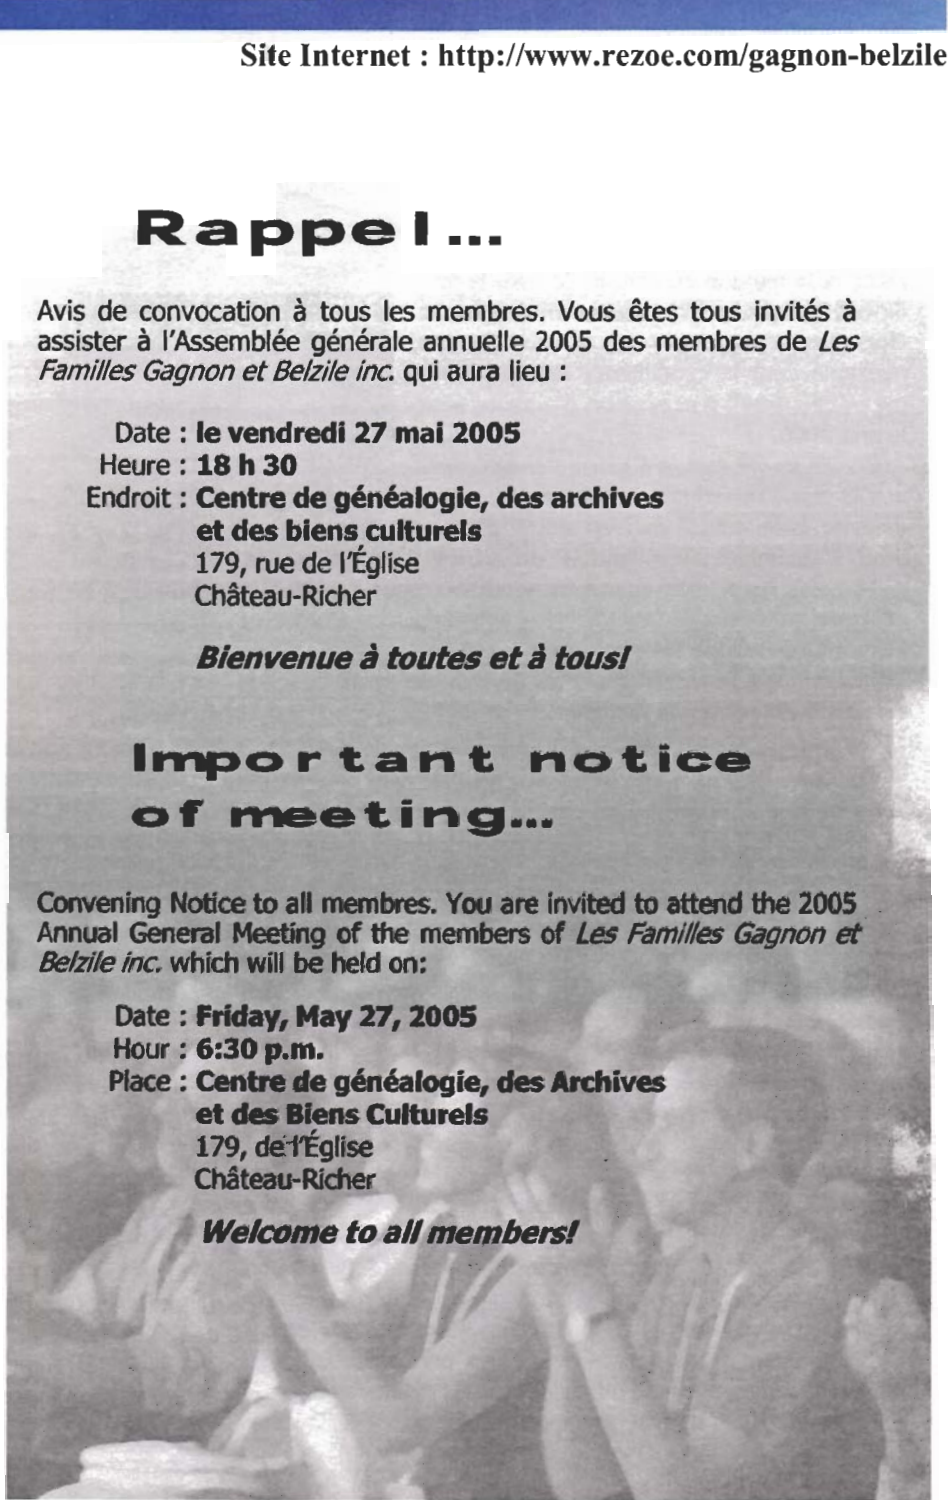 Site Internet : http://www.rezoe.com/gagnon-belzile
Rappel...
Avis de convocation à tous les membres. Vous êtes tous invités à
assister à l'Assemblée générale annuelle 2005 des membres de Les
Familles Gagnon et Belzile inc. qui aura lieu :
Date : le vendredi 27 mai 2005
Heure : 18 h 30
Endroit : Centre de généalogie, des archives
et des biens culturels
179, rue de l'Église
Château-Richer
Bienvenue à toutes et à tous!
Important notice
of meeting...
Convening Notice to all membres. You are invited to attend the 2005
Annual General Meeting of the members of Les Familles Gagnon et
Belzile inc. which will be held on:
Date : Friday, May 27, 2005
Hour : 6:30 p.m.
Place : Centre de généalogie, des Archives
et des Biens Culturels
179, de l'Église
Château-Richer
Welcome to all members!